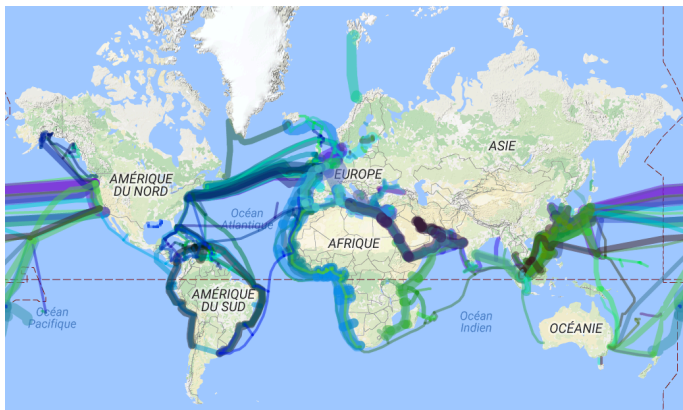 ASIE
AMÉRIQUE
DU NORD
EUROPE
Océan
Atlantique
AFRIQUE
AMÉRIQUE
DU SUD
Océan
Pacifique
Océan
Indien
OCÉANIE